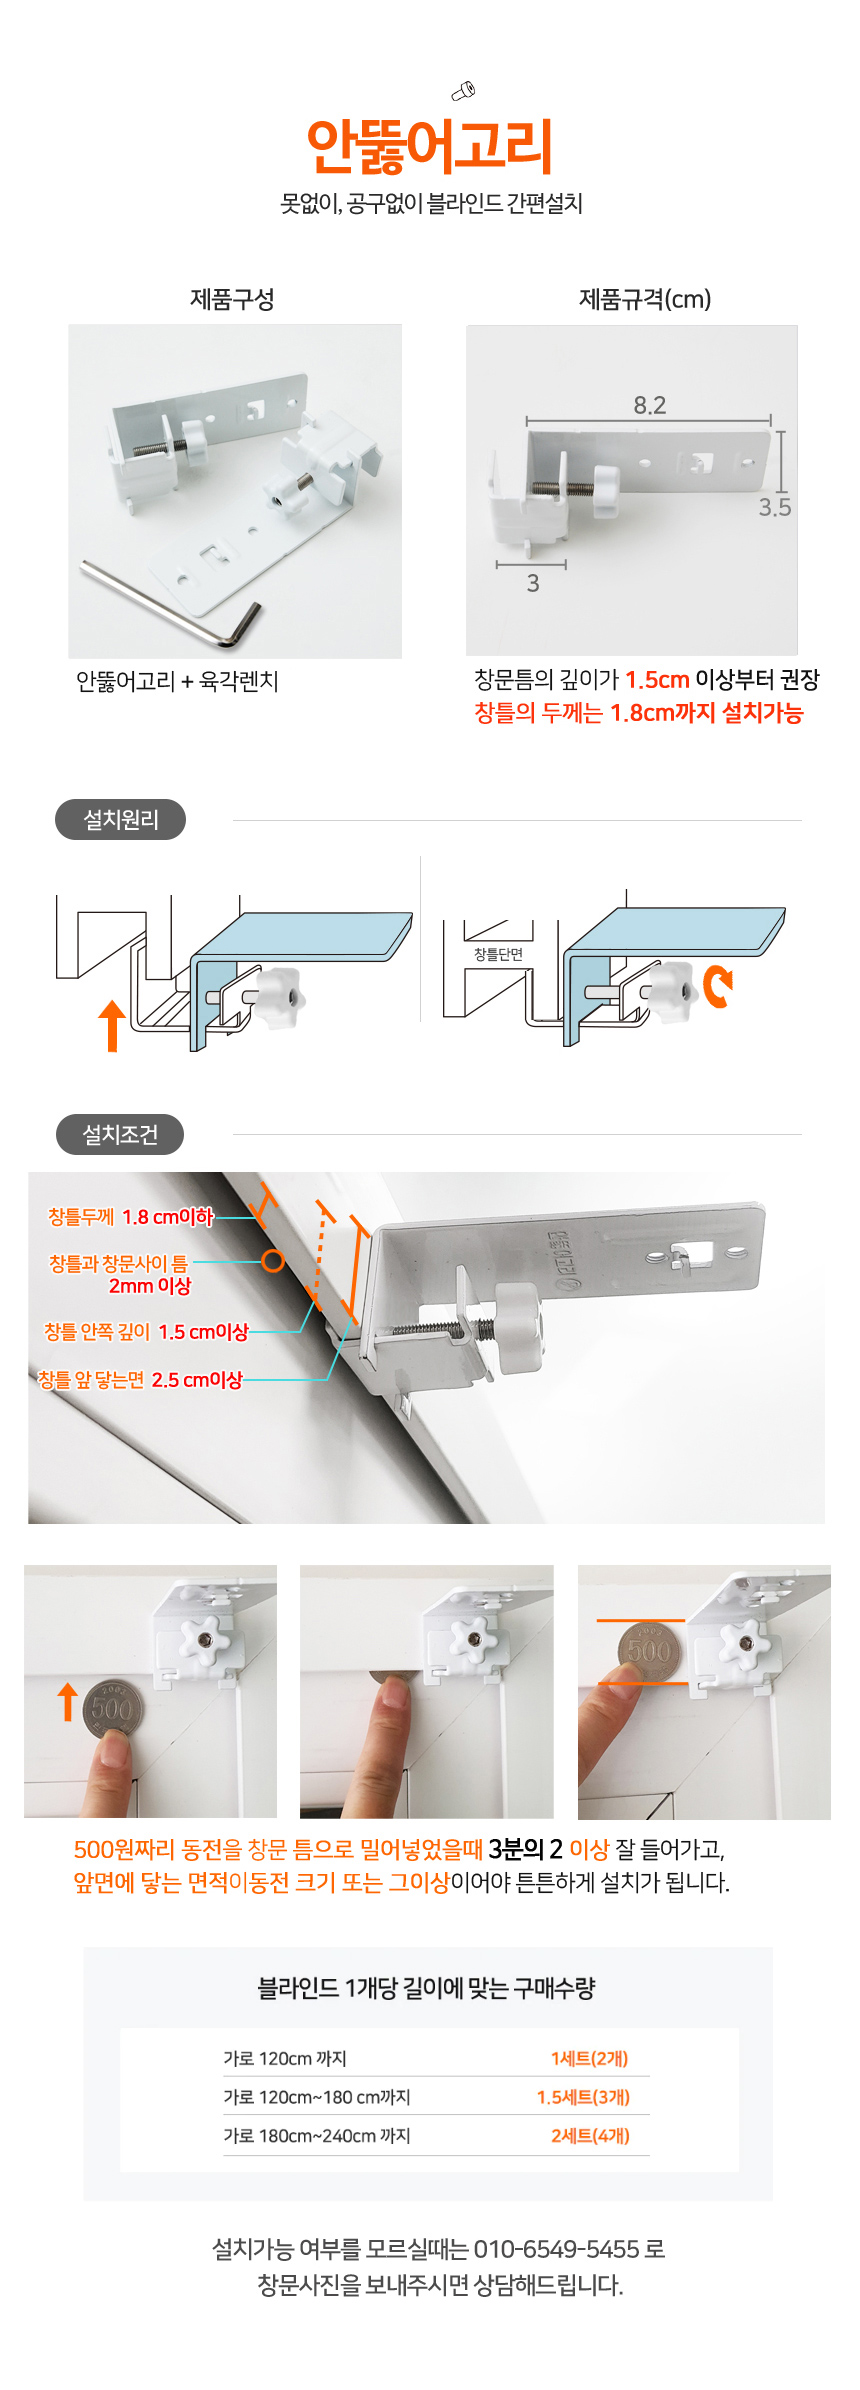 안뚫어고리
못없이, 공구없이 블라인드 간편설치
제품구성
제품규격(cm)
8.2
3.5
3
안뚫어고리 + 육각렌치
창문틈의 깊이가 1.5cm 이상부터 권장
창틀의 두께는 1.8cm까지 설치가능
설치원리
창틀단면
설치조건
창틀두께 1.8 cm이하
창틀과 창문사이 틈
2mm 이상
창틀 안쪽 깊이 1.5 cm이상
창틀 앞 닿는면 2.5 cm이상
안뚫어고리
2003
500
2003
500
500원짜리 동전을 창문 틈으로 밀어넣었을때 3분의 2 이상 잘 들어가고,
앞면에 닿는 면적이동전 크기 또는 그이상이어야 튼튼하게 설치가 됩니다.
블라인드 1개당 길이에 맞는 구매수량
가로 120cm 까지 1세트(2개)
가로 120cm~180 cm까지 1.5세트(3개)
가로 180cm~240cm 까지 2세트(4개)
설치가능 여부를 모르실때는 010-6549-5455 로
창문사진을 보내주시면 상담해드립니다.